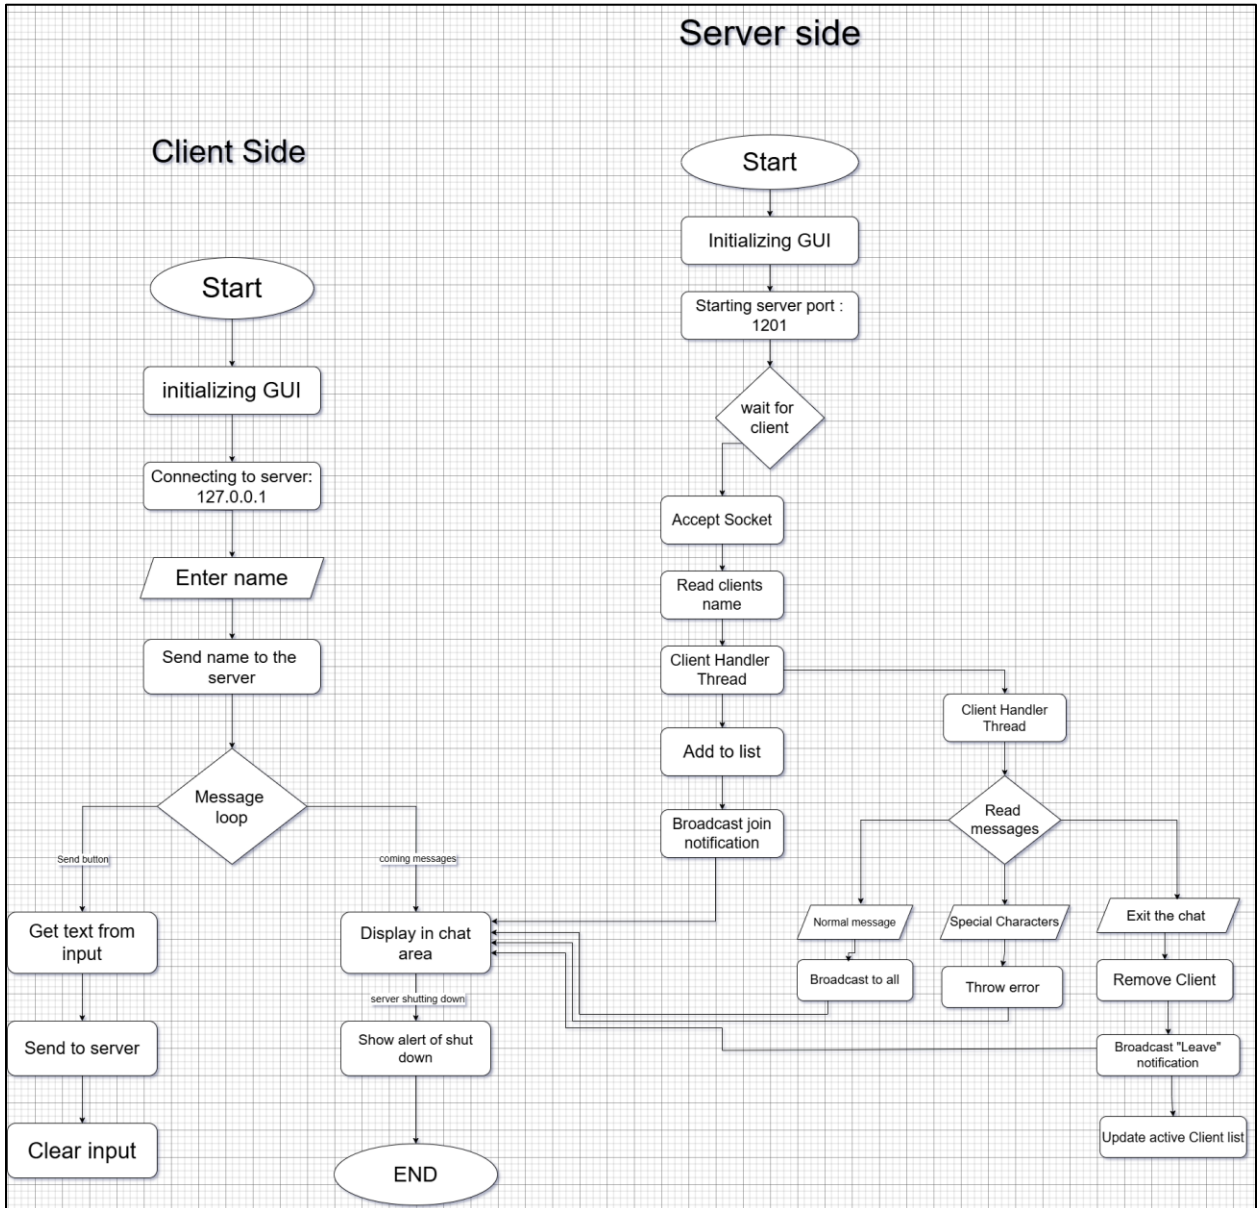 Server side
Client Side
Start
initializing GUI
Connecting to server:
127.0.0.1
Enter name
Send name to the
server
Message
loop
Send button
coming messages
Get text from
input
Send to server
Clear input
Display in chat
area
server shutting down
Show alert of shut
down
END
Start
Initializing GUI
Starting server port :
1201
wait for
client
Accept Socket
Read clients
name
Client Handler
Thread
Add to list
Broadcast join
notification
Client Handler
Thread
Read
messages
Normal message
Broadcast to all
Special Characters
Throw error
Exit the chat
Remove Client
Broadcast "Leave"
notification
Update active Client list